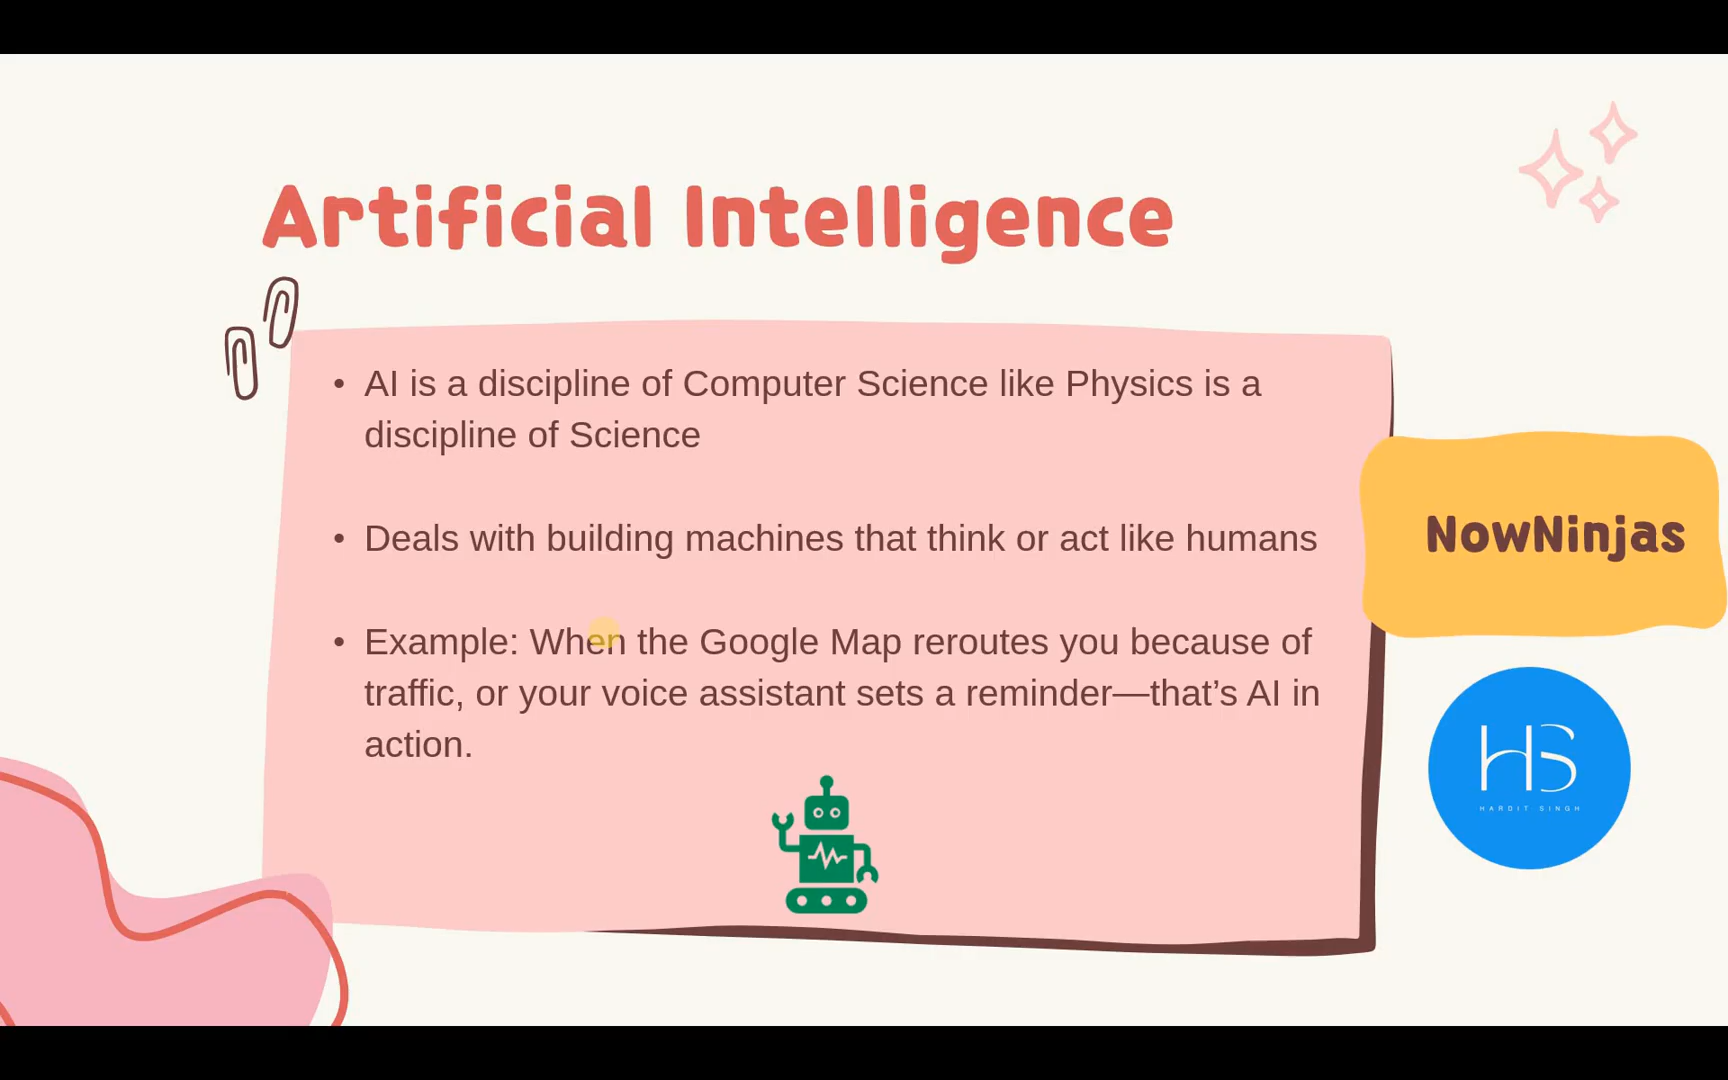 Artificial Intelligence
• AI is a discipline of Computer Science like Physics is a
discipline of Science
• Deals with building machines that think or act like humans
• Example: When the Google Map reroutes you because of
traffic, or your voice assistant sets a reminder—that’s AI in
action.
NowNinjas
HS
HARDIT SINGH